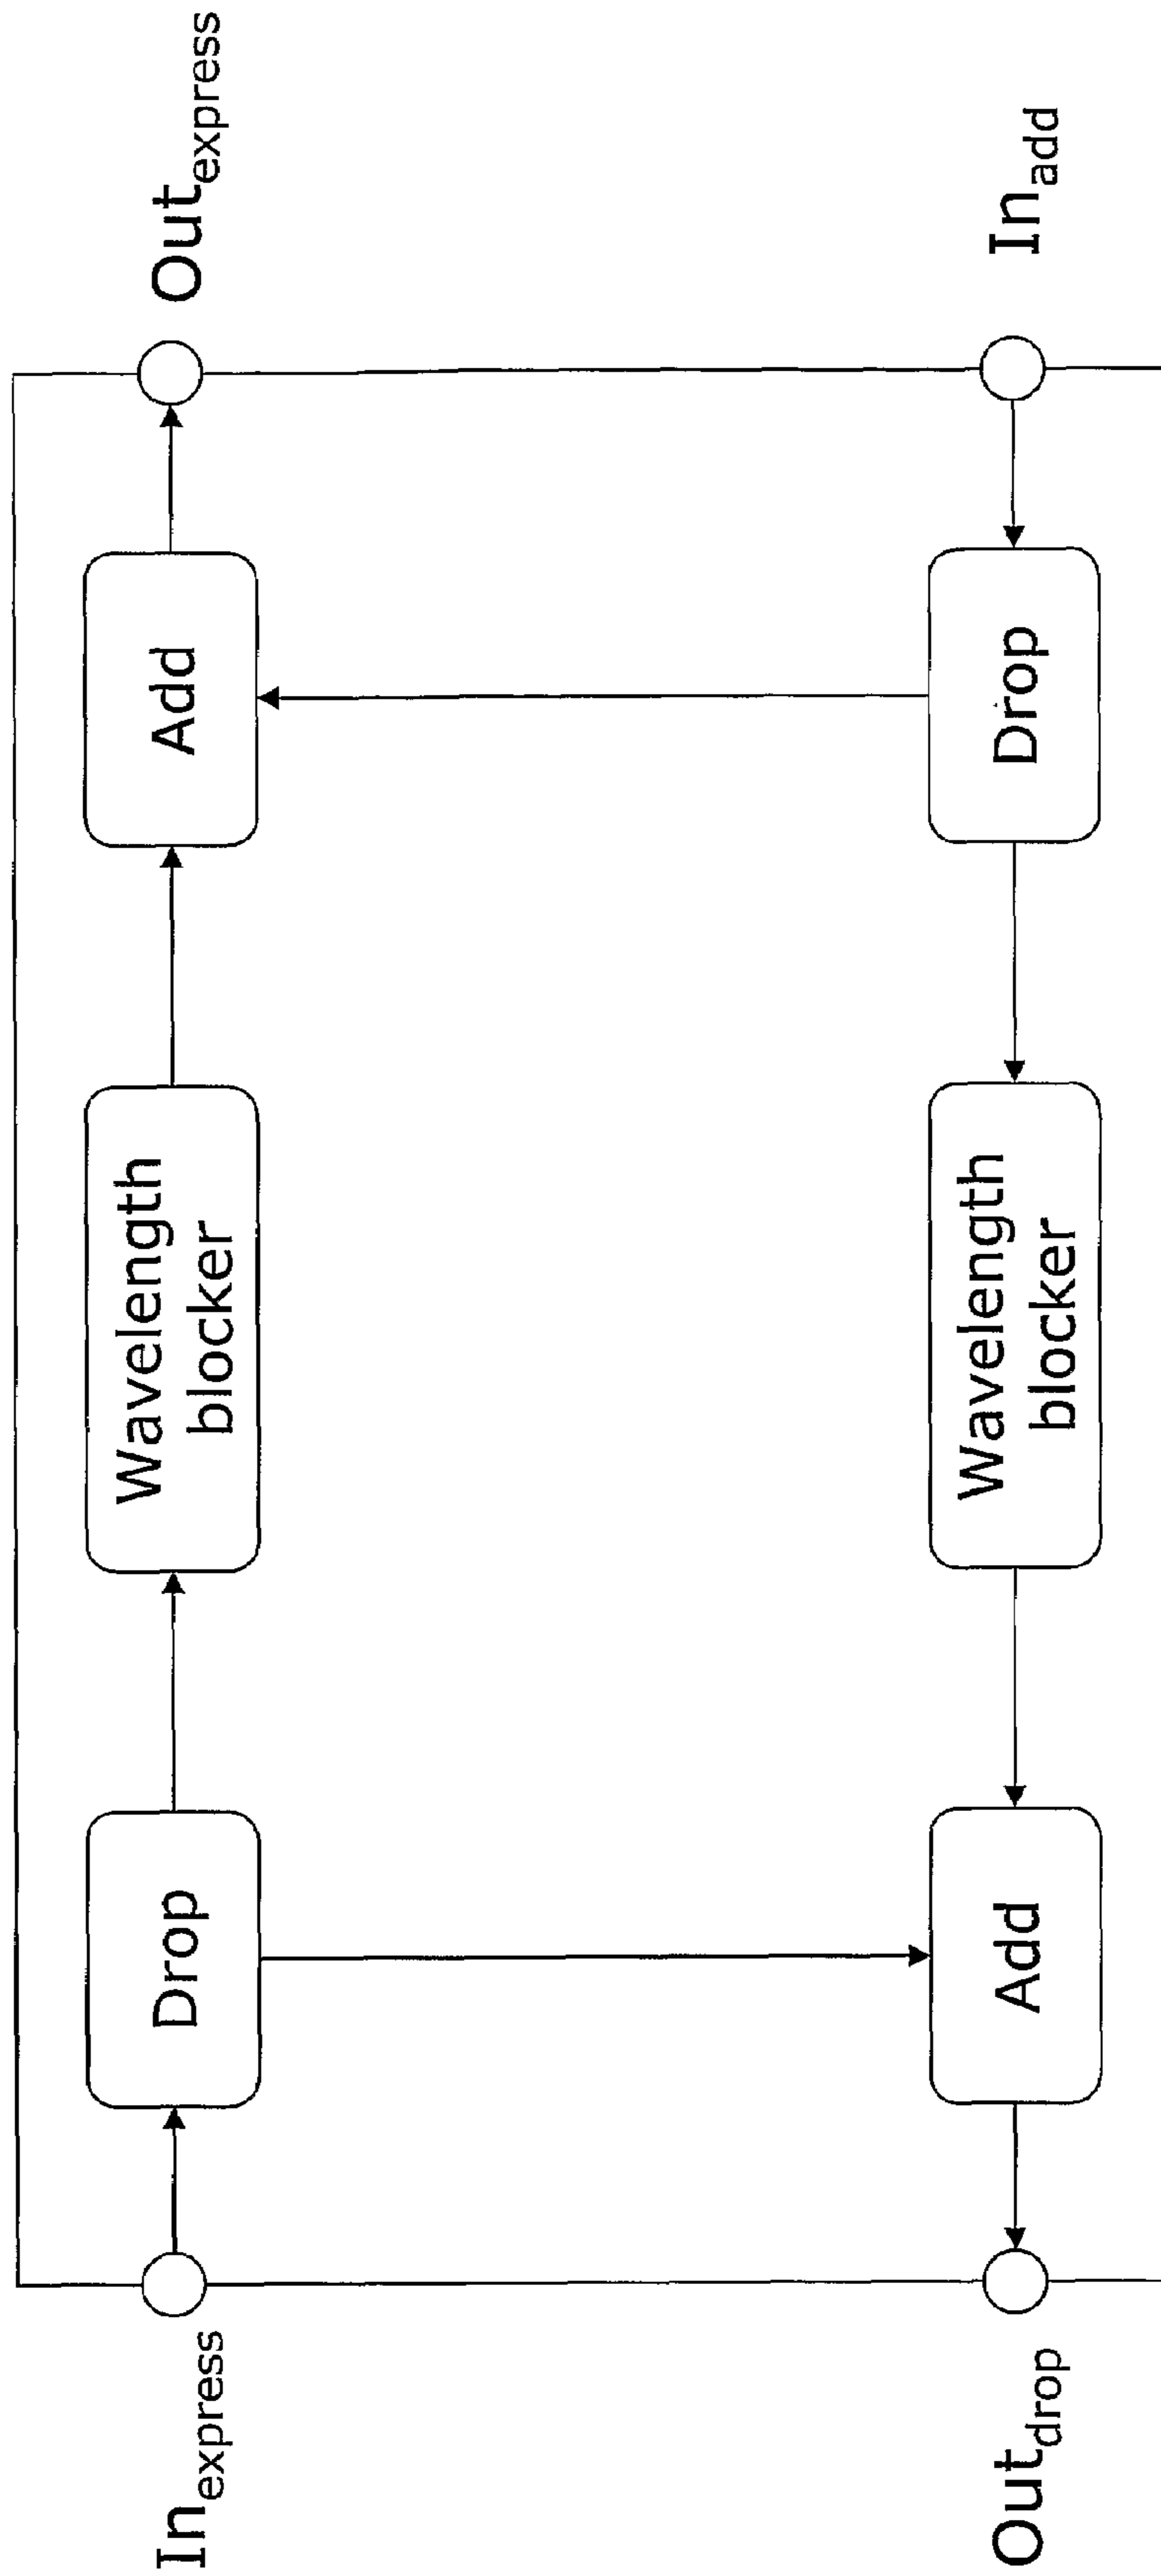 In_express
Drop
Wavelength
blocker
Add
Out_express
Out_drop
Add
Wavelength
blocker
Drop
In_add